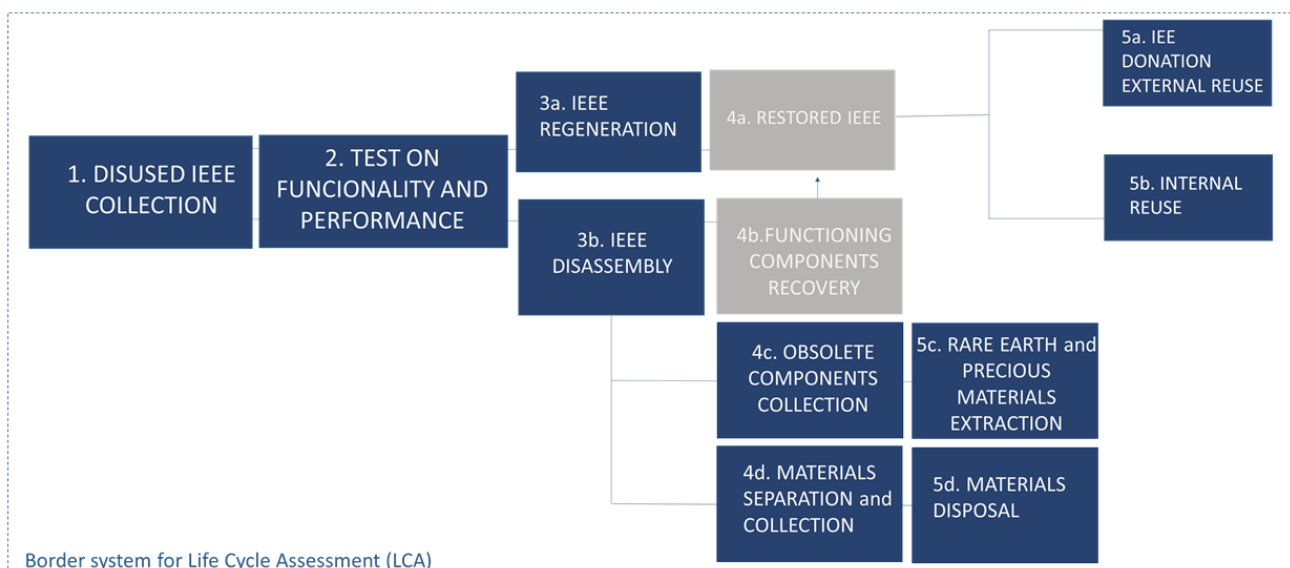 1. DISUSED IEEE
COLLECTION
2. TEST ON
FUNCIONALITY AND
PERFORMANCE
3a. IEEE
REGENERATION
3b. IEEE
DISASSEMBLY
4a. RESTORED IEEE
4b.FUNCTIONING
COMPONENTS
RECOVERY
4c. OBSOLETE
COMPONENTS
COLLECTION
4d. MATERIALS
SEPARATION and
COLLECTION
5a. IEE
DONATION
EXTERNAL REUSE
5b. INTERNAL
REUSE
5c. RARE EARTH and
PRECIOUS
MATERIALS
EXTRACTION
5d. MATERIALS
DISPOSAL
Border system for Life Cycle Assessment (LCA)